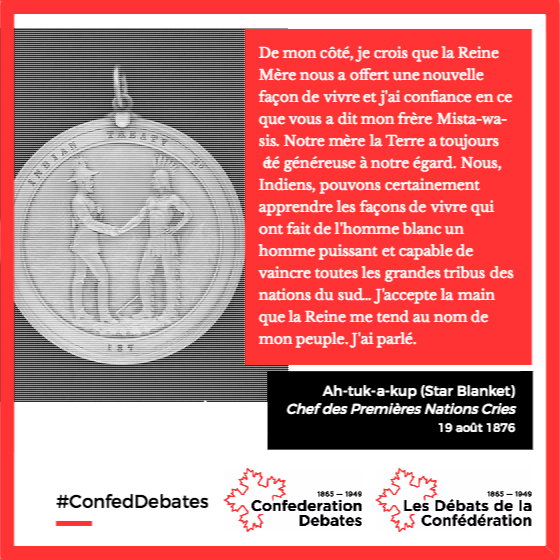 INDIAN TREATY No
187
De mon côté, je crois que la Reine
Mère nous a offert une nouvelle
façon de vivre et j'ai confiance en ce
que vous a dit mon frère Mista-wa-
sis. Notre mère la Terre a toujours
été généreuse à notre égard. Nous,
Indiens, pouvons certainement
apprendre les façons de vivre qui
ont fait de l'homme blanc un
homme puissant et capable de
vaincre toutes les grandes tribus des
nations du sud... J'accepte la main
que la Reine me tend au nom de
mon peuple. J'ai parlé.
Ah-tuk-a-kup (Star Blanket)
Chef des Premières Nations Cries
19 août 1876
#ConfedDebates
1865 — 1949
Confederation
Debates
1865 — 1949
Les Débats de la
Confédération